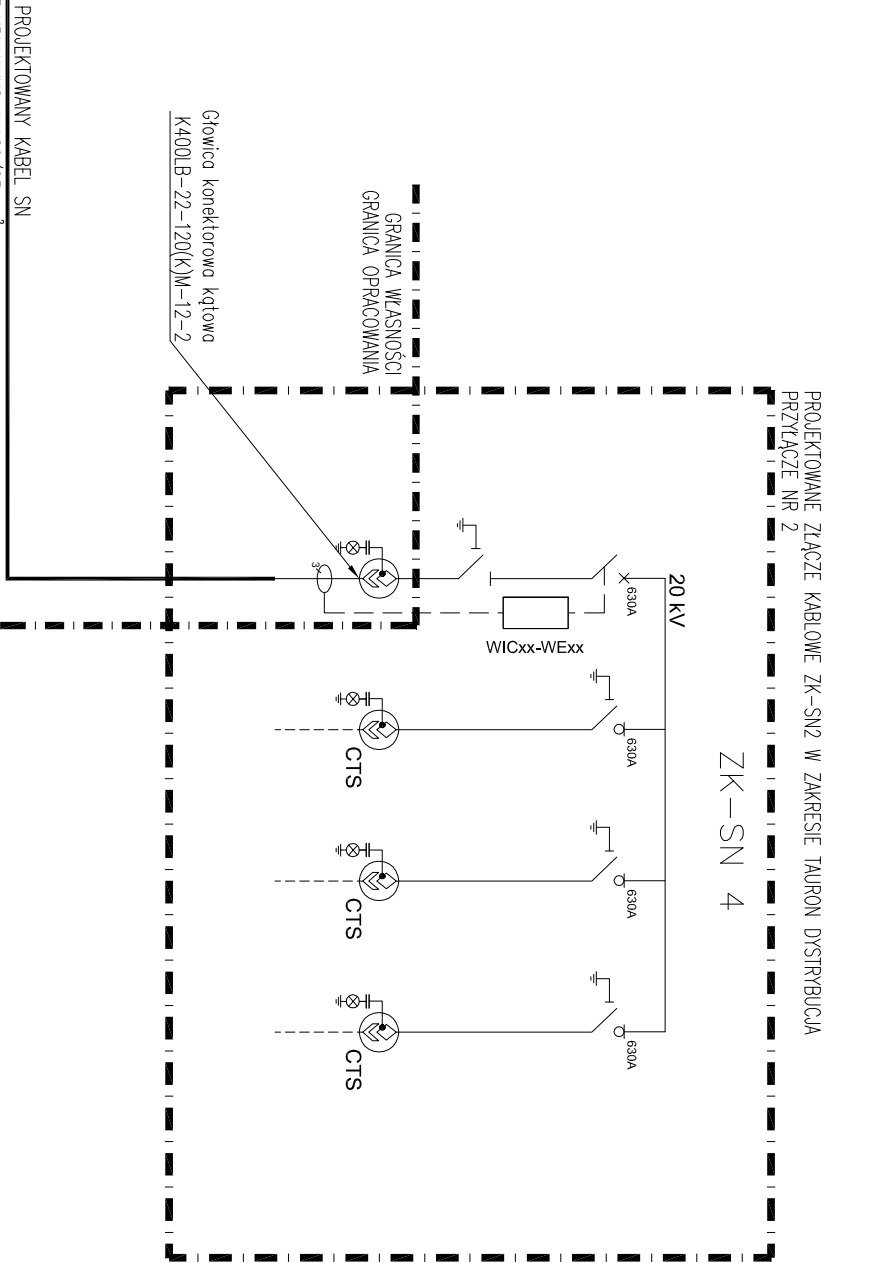 PROJEKTOWANE ZŁĄCZE KABLOWE ZK-SN2 W ZAKRESIE TAURON DYSTRYBUCJA
PRZYŁĄCZE NR 2
ZK-SN 4
20 kV
630A
630A
630A
630A
WICxx-WExx
GRANICA WŁASNOŚCI
GRANICA OPRACOWANIA
3
CTS
CTS
CTS
Głowica konektorowa kątowa
K400LB-22-120(K)M-12-2
PROJEKTOWANY KABEL SN